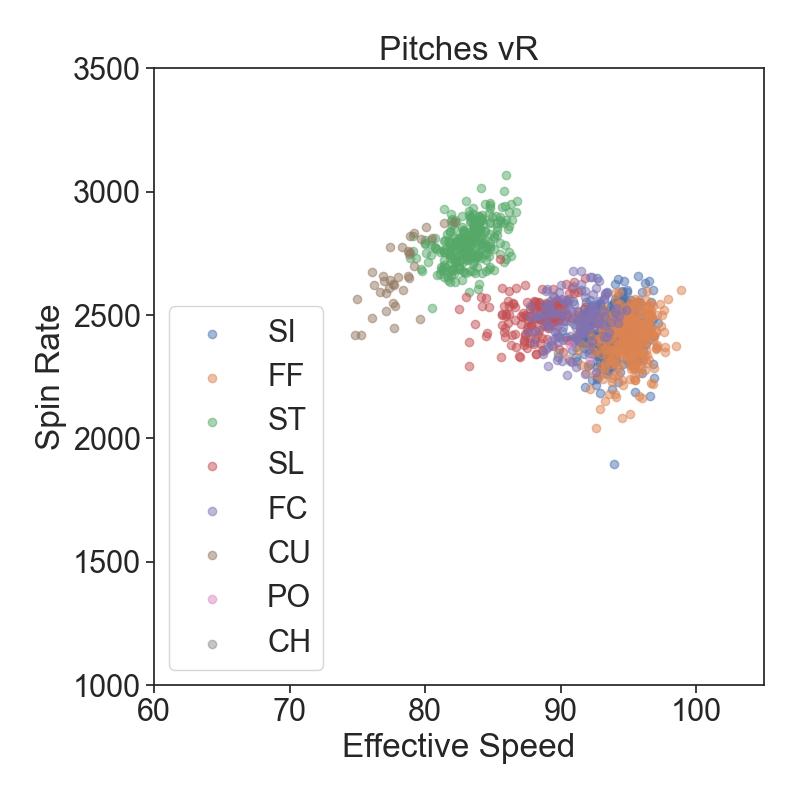 Pitches vR
3500
3000
2500
2000
1500
1000
Spin Rate
SI
FF
ST
SL
FC
CU
PO
CH
60 70 80 90 100
Effective Speed